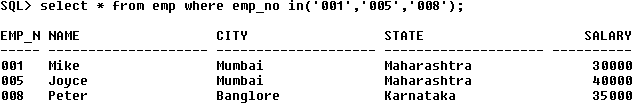 SQL> select * from emp where emp_no in('001','005','008');
EMP_N NAME CITY STATE SALARY
----- -------------------- -------------------- -------------------- ----------
001 Mike Mumbai Maharashtra 30000
005 Joyce Mumbai Maharashtra 40000
008 Peter Banglore Karnataka 35000